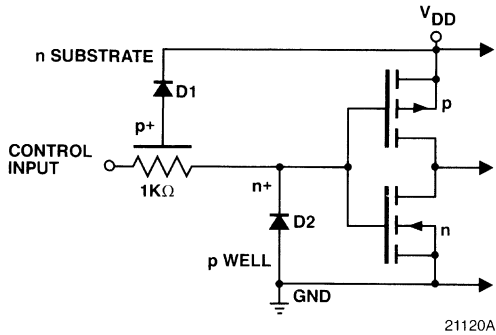 V DD
n SUBSTRATE
D1
p+
p
CONTROL
INPUT
1KΩ
n+
D2
n
p WELL
GND
21120A